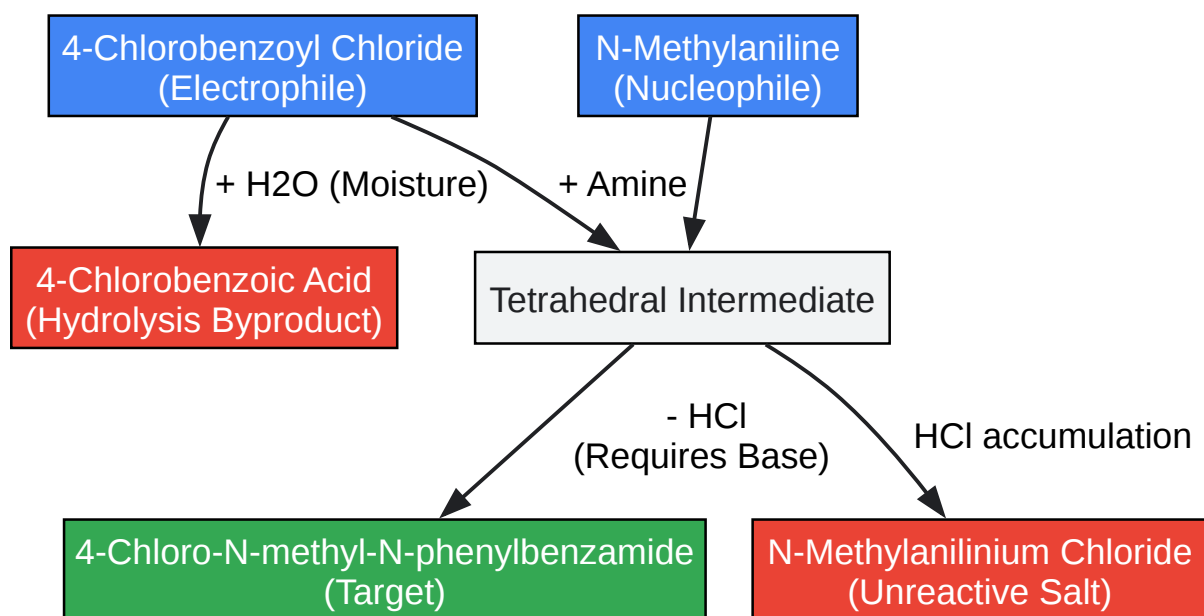 4-Chlorobenzoyl Chloride
(Electrophile)
N-Methylaniline
(Nucleophile)
+ H2O (Moisture)
+ Amine
4-Chlorobenzoic Acid
(Hydrolysis Byproduct)
Tetrahedral Intermediate
- HCl
(Requires Base)
HCl accumulation
4-Chloro-N-methyl-N-phenylbenzamide
(Target)
N-Methylanilinium Chloride
(Unreactive Salt)